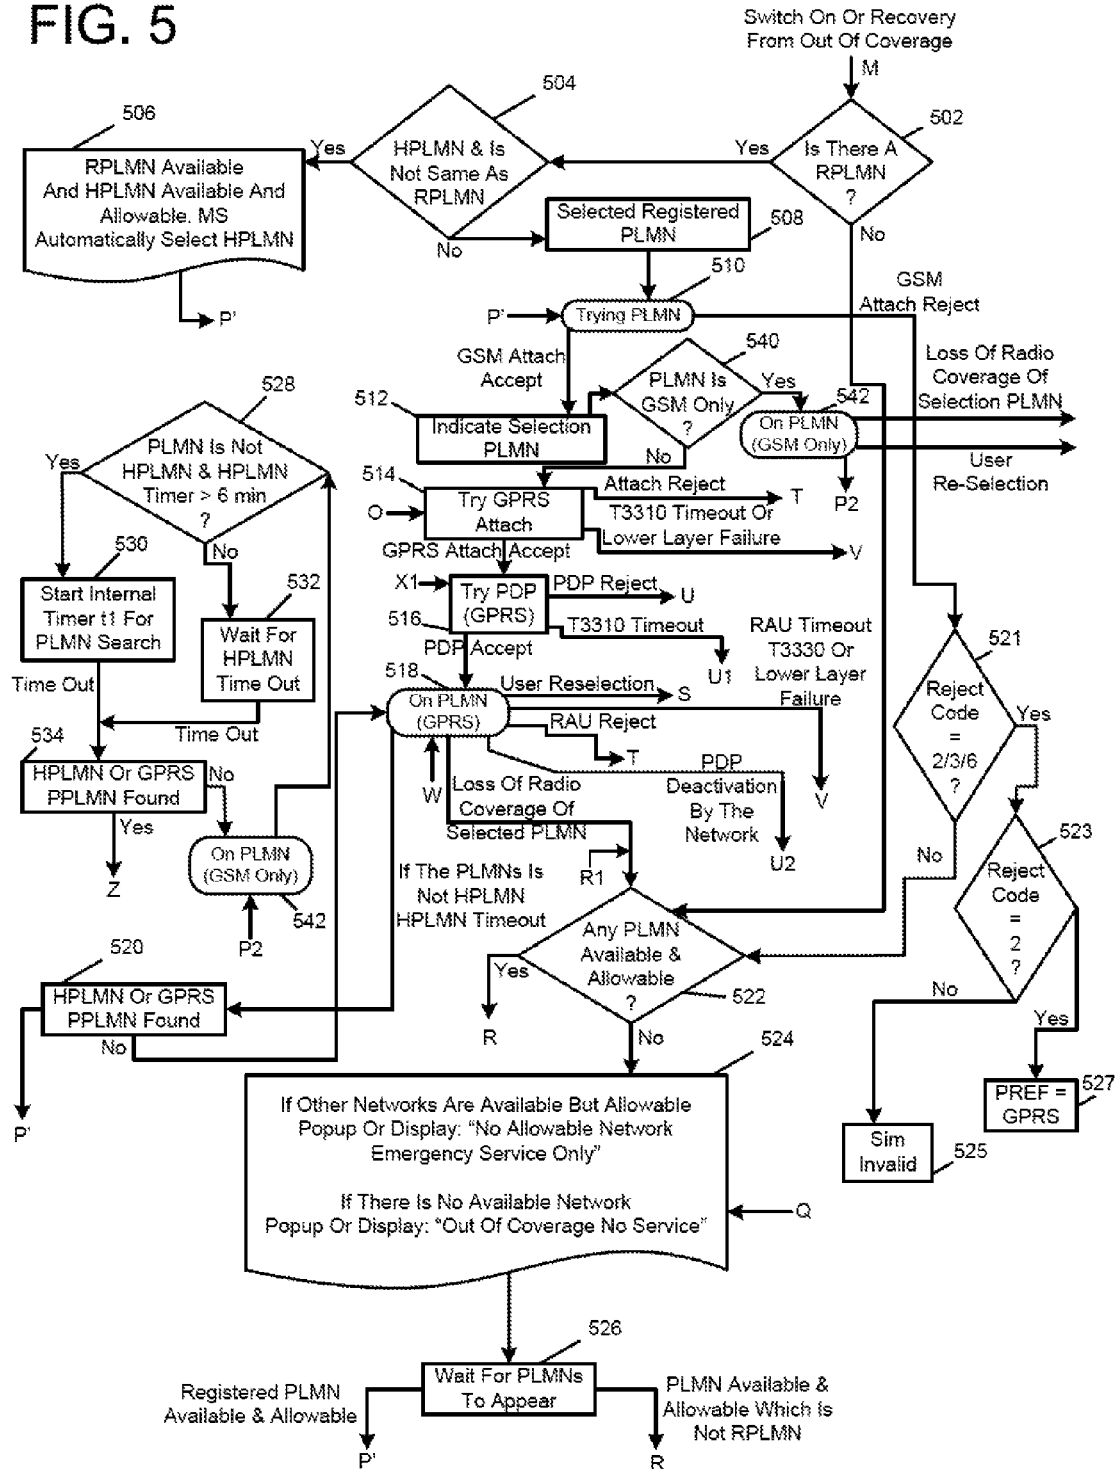 FIG. 5
Switch On Or Recovery
From Out Of Coverage
M
502
Is There A
RPLMN
?
Yes
No
504
HPLMN & Is
Not Same As
RPLMN
Yes
No
506
RPLMN Available
And HPLMN Available And
Allowable. MS
Automatically Select HPLMN
P'
Selected Registered
PLMN
508
510
P'
Trying PLMN
GSM
Attach Reject
GSM Attach
Accept
540
PLMN Is
GSM Only
?
Yes
No
512
Indicate Selection
PLMN
542
On PLMN
(GSM Only)
P2
Loss Of Radio
Coverage Of
Selection PLMN
User
Re-Selection
514
O
Try GPRS
Attach
Attach Reject
T
T3310 Timeout Or
Lower Layer Failure
V
GPRS Attach Accept
X1
Try PDP
(GPRS)
516
PDP Reject
U
T3310 Timeout
U1
PDP Accept
518
On PLMN
(GPRS)
User Reselection
S
RAU Reject
T
RAU Timeout
T3330 Or
Lower Layer
Failure
V
PDP
Deactivation
By The
Network
U2
W
Loss Of Radio
Coverage Of
Selected PLMN
R1
If The PLMNs Is
Not HPLMN
HPLMN Timeout
528
PLMN Is Not
HPLMN & HPLMN
Timer > 6 min
?
Yes
No
530
Start Internal
Timer t1 For
PLMN Search
532
Wait For
HPLMN
Time Out
Time Out
Time Out
534
HPLMN Or GPRS
PPLMN Found
No
Yes
Z
On PLMN
(GSM Only)
542
P2
520
HPLMN Or GPRS
PPLMN Found
No
P'
Any PLMN
Available &
Allowable
?
522
Yes
R
No
521
Reject
Code
=
2/3/6
?
Yes
No
523
Reject
Code
=
2
?
No
Yes
Sim
Invalid
525
PREF =
GPRS
527
524
If Other Networks Are Available But Allowable
Popup Or Display: “No Allowable Network
Emergency Service Only”
If There Is No Available Network
Popup Or Display: “Out Of Coverage No Service”
Q
526
Wait For PLMNs
To Appear
Registered PLMN
Available & Allowable
P'
PLMN Available &
Allowable Which Is
Not RPLMN
R